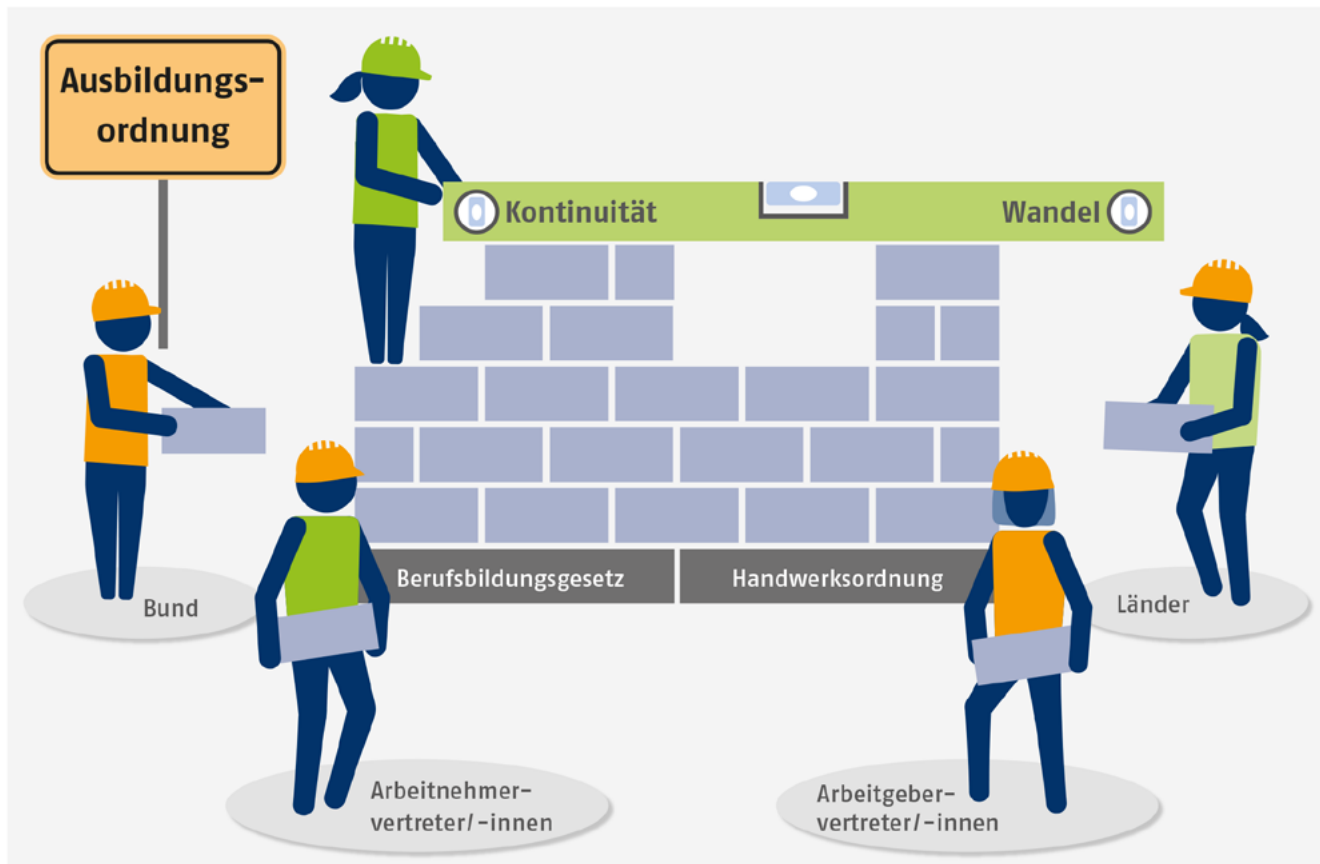 Ausbildungs-
ordnung
Kontinuität
Wandel
Berufsbildungsgesetz
Handwerksordnung
Bund
Länder
Arbeitnehmer-
vertreter/-innen
Arbeitgeber-
vertreter/-innen